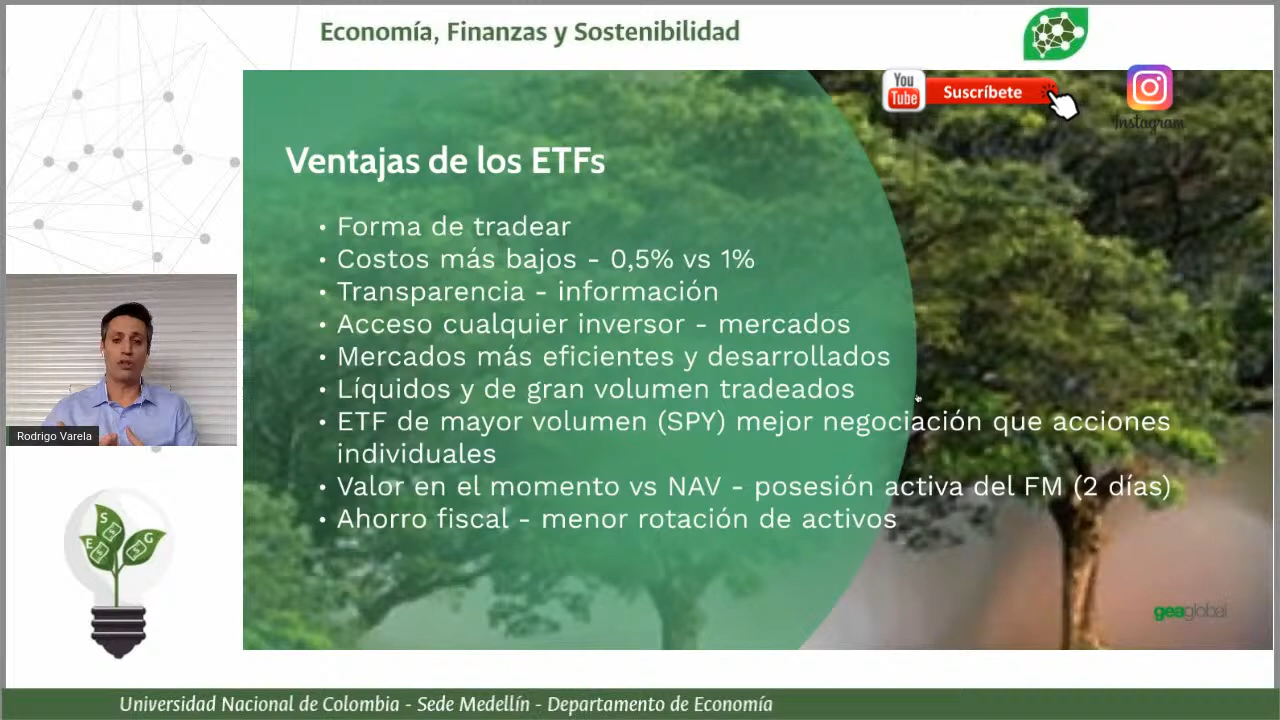 Economía, Finanzas y Sostenibilidad
You
Tube
Suscríbete
Instagram
Ventajas de los ETFs
• Forma de tradear
• Costos más bajos - 0,5% vs 1%
• Transparencia - información
• Acceso cualquier inversor - mercados
• Mercados más eficientes y desarrollados
• Líquidos y de gran volumen tradeados
• ETF de mayor volumen (SPY) mejor negociación que acciones
individuales
• Valor en el momento vs NAV - posesión activa del FM (2 días)
• Ahorro fiscal - menor rotación de activos
Rodrigo Varela
S
E
G
geaglobal
Universidad Nacional de Colombia - Sede Medellín - Departamento de Economía